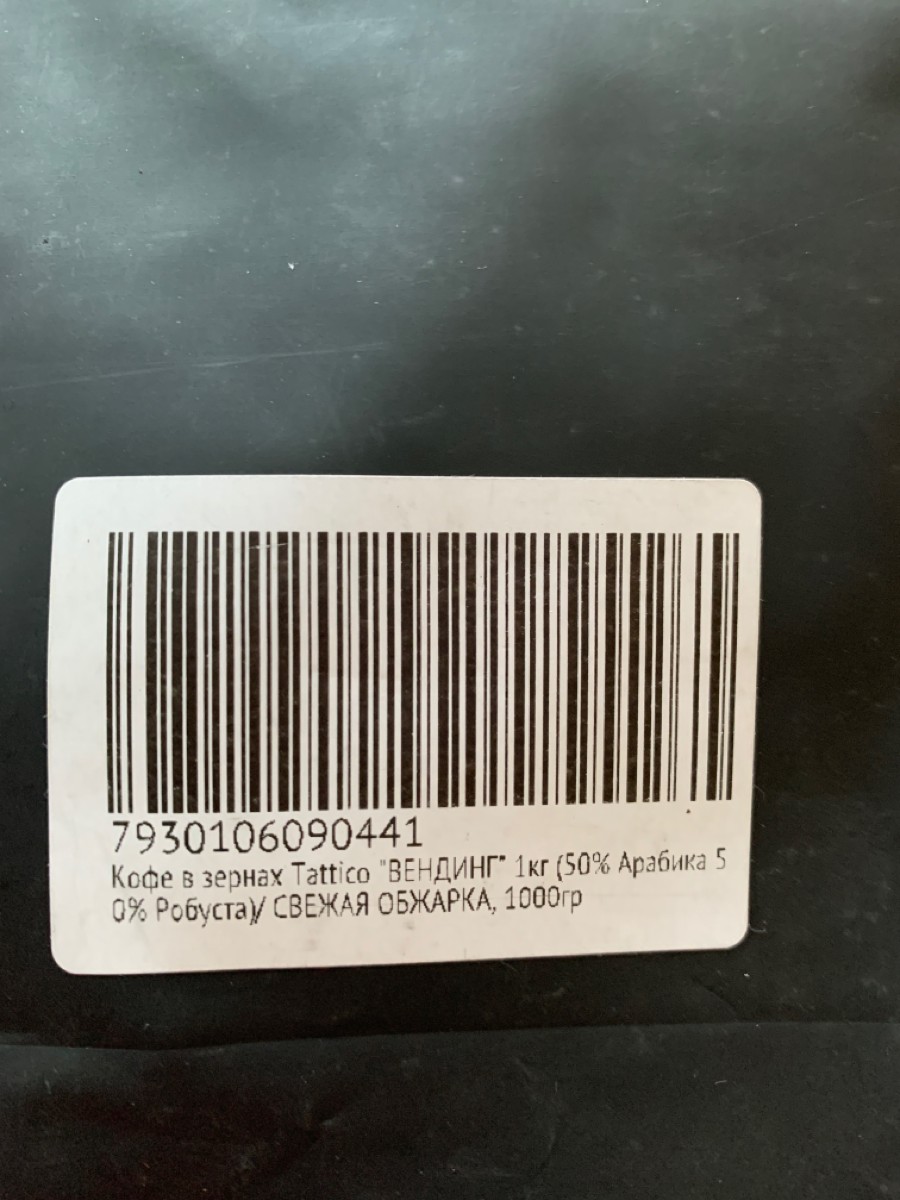 7930106090441
Кофе в зернах Tattico "ВЕНДИНГ" 1кг (50% Арабика 5
0% Робуста)/ СВЕЖАЯ ОБЖАРКА, 1000гр